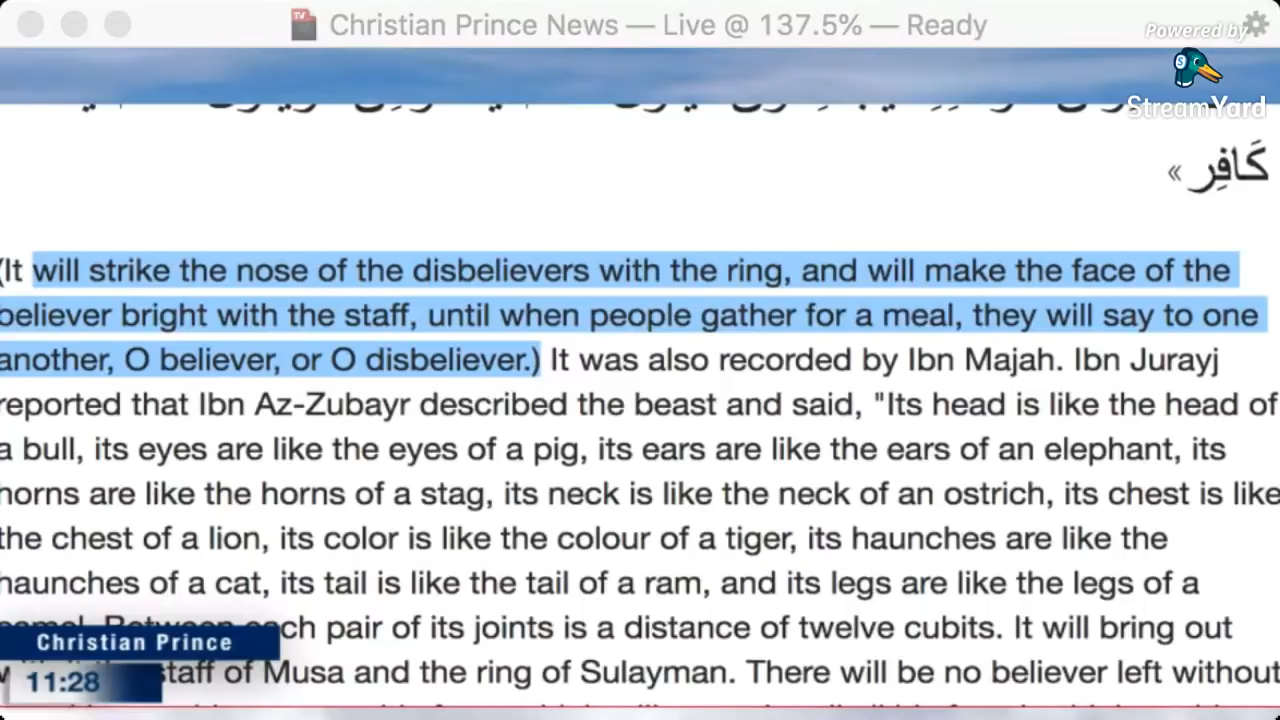 Christian Prince News — Live @ 137.5% — Ready
Powered by
StreamYard
كَافِر »
(It will strike the nose of the disbelievers with the ring, and will make the face of the
believer bright with the staff, until when people gather for a meal, they will say to one
another, O believer, or O disbeliever.) It was also recorded by Ibn Majah. Ibn Jurayj
reported that Ibn Az-Zubayr described the beast and said, "Its head is like the head of
a bull, its eyes are like the eyes of a pig, its ears are like the ears of an elephant, its
horns are like the horns of a stag, its neck is like the neck of an ostrich, its chest is like
the chest of a lion, its color is like the colour of a tiger, its haunches are like the
haunches of a cat, its tail is like the tail of a ram, and its legs are like the legs of a
camel. Between each pair of its joints is a distance of twelve cubits. It will bring out
staff of Musa and the ring of Sulayman. There will be no believer left without
Christian Prince
11:28